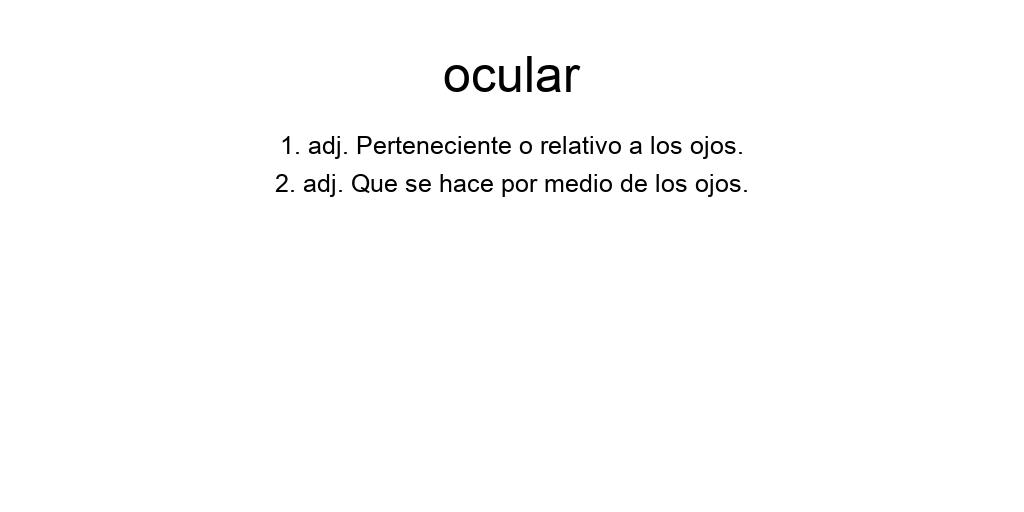 ocular
1. adj. Perteneciente o relativo a los ojos.
2. adj. Que se hace por medio de los ojos.